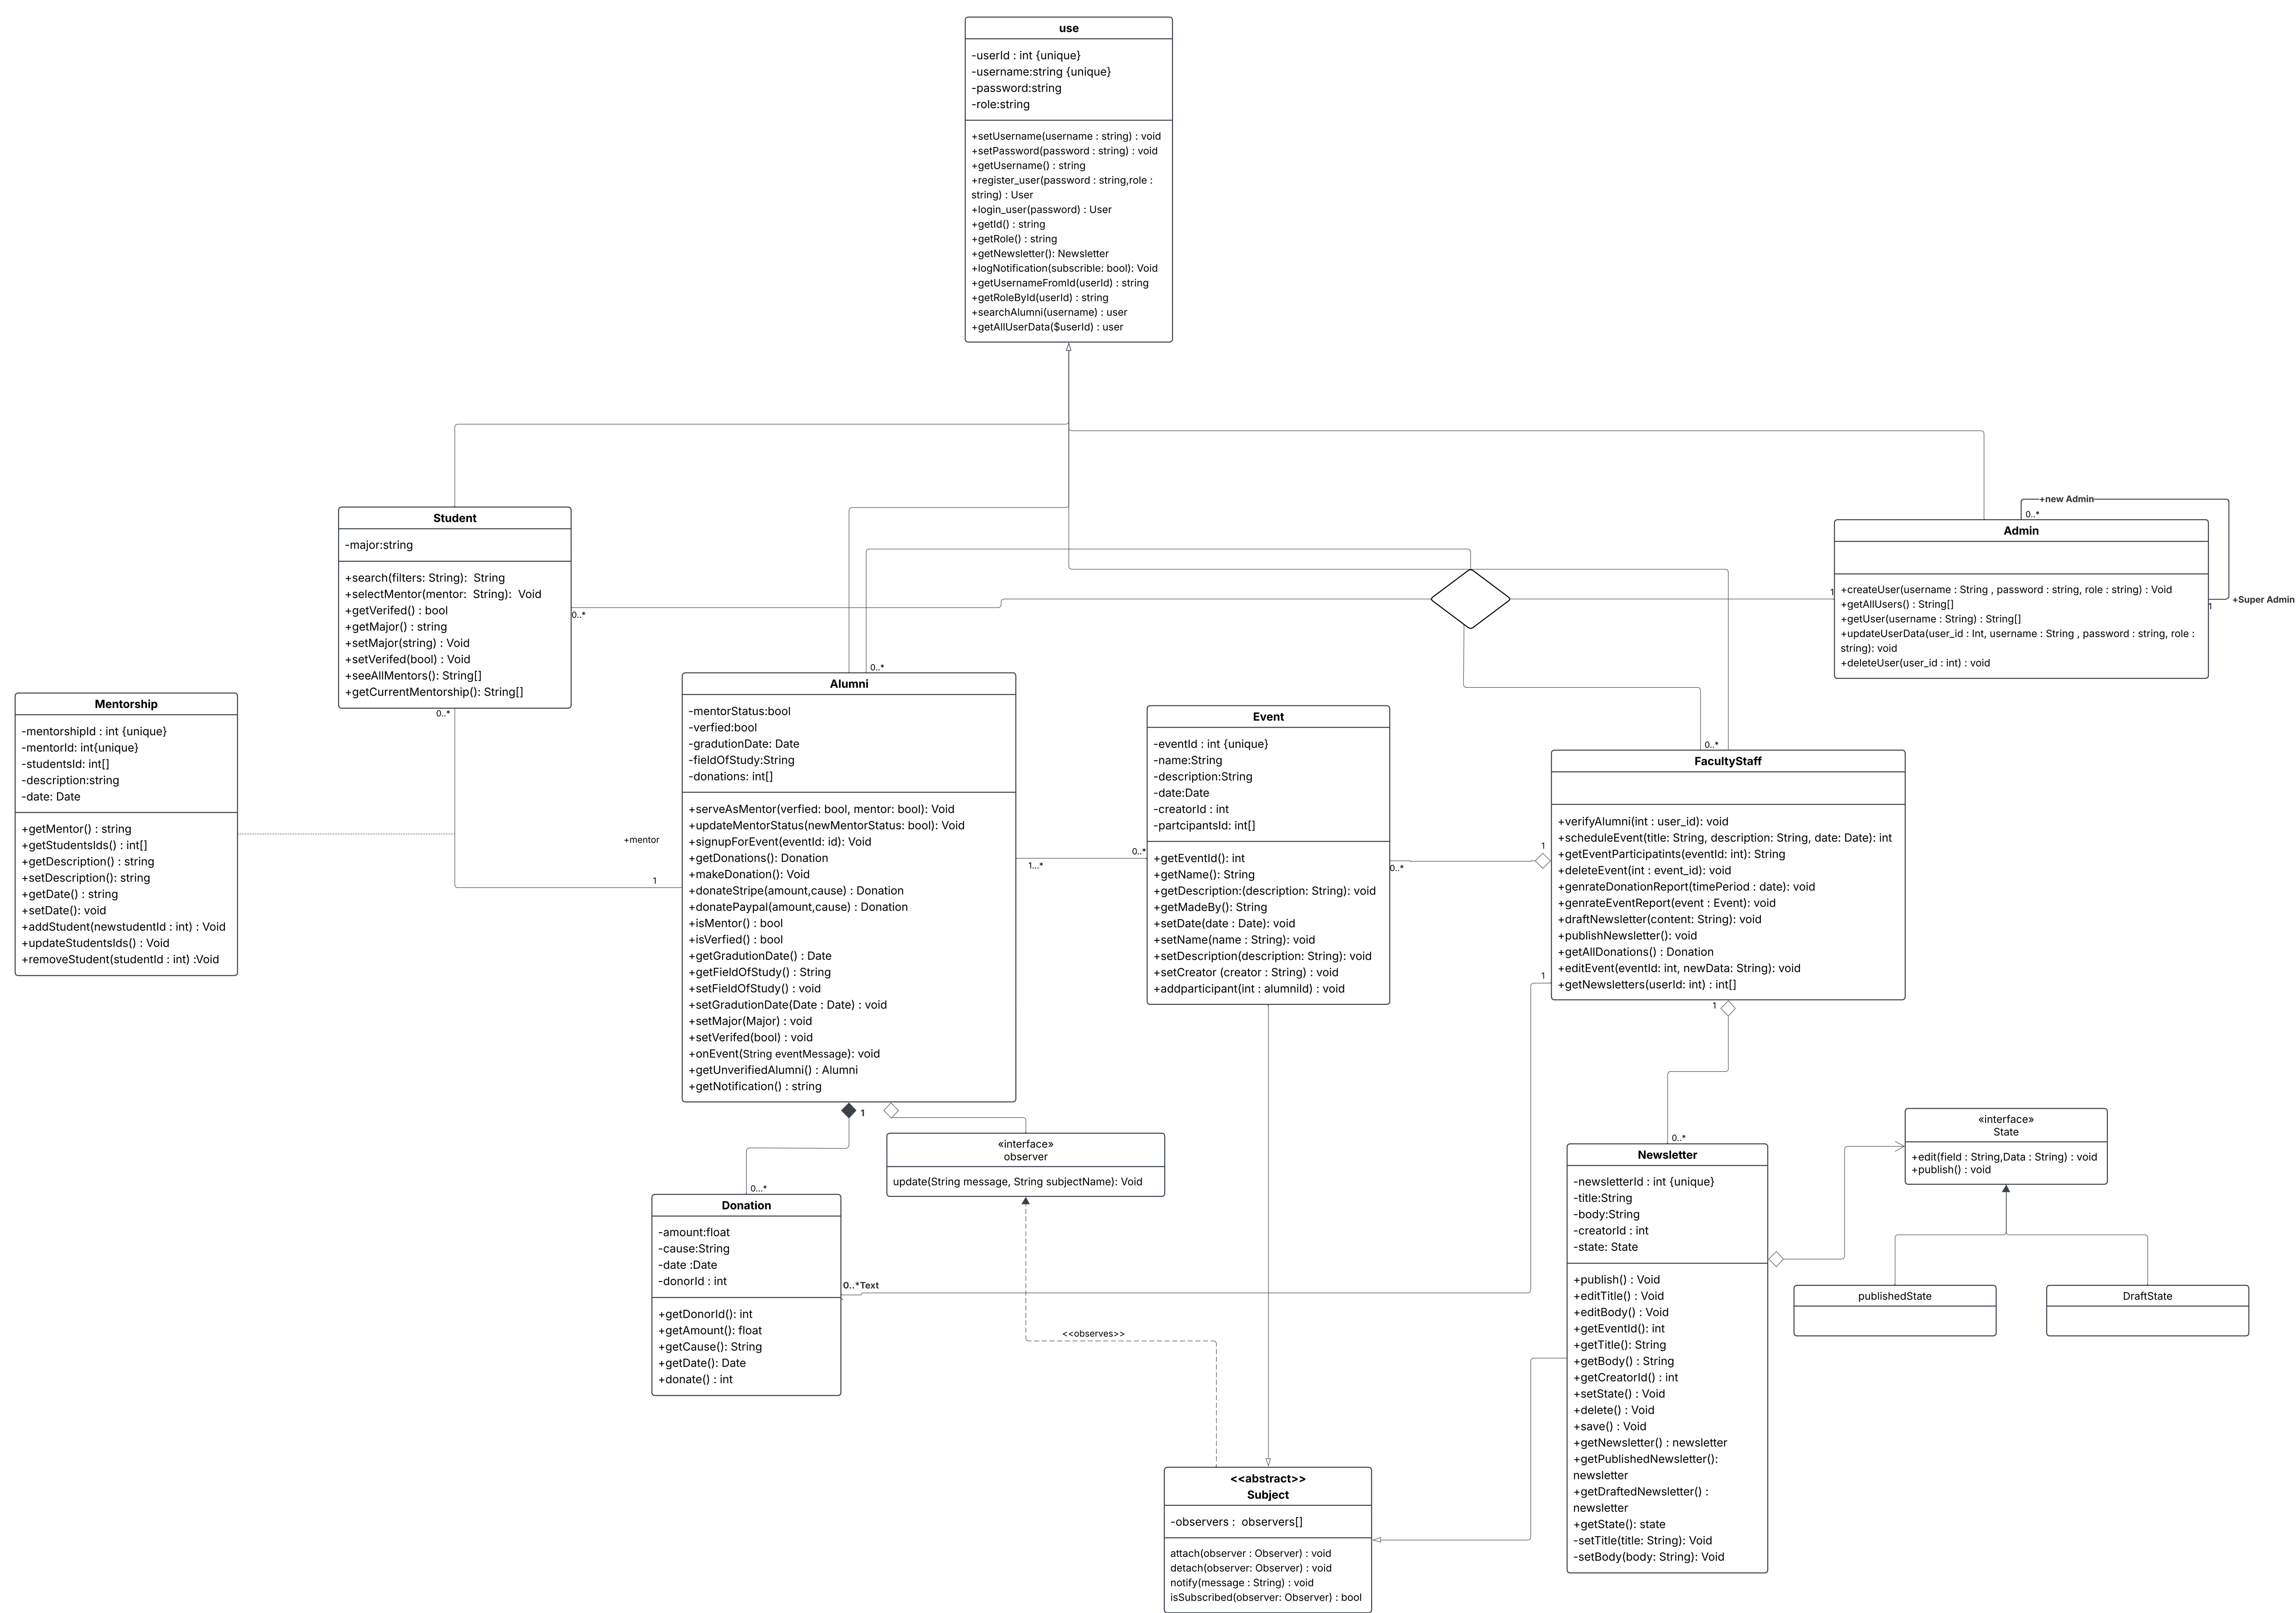 use
-userId : int {unique}
-username:string {unique}
-password:string
-role:string
+setUsername(username : string) : void
+setPassword(password : string) : void
+getUsername() : string
+register_user(password : string,role :
string) : User
+login_user(password) : User
+getId() : string
+getRole() : string
+getNewsletter(): Newsletter
+logNotification(subscrible: bool): Void
+getUsernameFromId(userId) : string
+getRoleById(userId) : string
+searchAlumni(username) : user
+getAllUserData($userId) : user
Student
-major:string
+search(filters: String):  String
+selectMentor(mentor:  String):  Void
+getVerifed() : bool
+getMajor() : string
+setMajor(string) : Void
+setVerifed(bool) : Void
+seeAllMentors(): String[]
+getCurrentMentorship(): String[]
0..*
0..*
+new Admin
0..*
Admin
+createUser(username : String , password : string, role : string) : Void
+getAllUsers() : String[]
+getUser(username : String) : String[]
+updateUserData(user_id : Int, username : String , password : string, role :
string): void
+deleteUser(user_id : int) : void
1
1
+Super Admin
Mentorship
-mentorshipId : int {unique}
-mentorId: int{unique}
-studentsId: int[]
-description:string
-date: Date
+getMentor() : string
+getStudentsIds() : int[]
+getDescription() : string
+setDescription(): string
+getDate() : string
+setDate(): void
+addStudent(newstudentId : int) : Void
+updateStudentsIds() : Void
+removeStudent(studentId : int) :Void
+mentor
1
0..*
Alumni
-mentorStatus:bool
-verfied:bool
-gradutionDate: Date
-fieldOfStudy:String
-donations: int[]
+serveAsMentor(verfied: bool, mentor: bool): Void
+updateMentorStatus(newMentorStatus: bool): Void
+signupForEvent(eventId: id): Void
+getDonations(): Donation
+makeDonation(): Void
+donateStripe(amount,cause) : Donation
+donatePaypal(amount,cause) : Donation
+isMentor() : bool
+isVerfied() : bool
+getGradutionDate() : Date
+getFieldOfStudy() : String
+setFieldOfStudy() : void
+setGradutionDate(Date : Date) : void
+setMajor(Major) : void
+setVerifed(bool) : void
+onEvent(String eventMessage): void
+getUnverifiedAlumni() : Alumni
+getNotification() : string
1...*
0..*
Event
-eventId : int {unique}
-name:String
-description:String
-date:Date
-creatorId : int
-partcipantsId: int[]
+getEventId(): int
+getName(): String
+getDescription:(description: String): void
+getMadeBy(): String
+setDate(date : Date): void
+setName(name : String): void
+setDescription(description: String): void
+setCreator (creator : String) : void
+addparticipant(int : alumniId) : void
0..*
1
0..*
FacultyStaff
+verifyAlumni(int : user_id): void
+scheduleEvent(title: String, description: String, date: Date): int
+getEventParticipatints(eventId: int): String
+deleteEvent(int : event_id): void
+genrateDonationReport(timePeriod : date): void
+genrateEventReport(event : Event): void
+draftNewsletter(content: String): void
+publishNewsletter(): void
+getAllDonations() : Donation
+editEvent(eventId: int, newData: String): void
+getNewsletters(userId: int) : int[]
1
1
1
0...*
Donation
-amount:float
-cause:String
-date :Date
-donorId : int
+getDonorId(): int
+getAmount(): float
+getCause(): String
+getDate(): Date
+donate() : int
0..*Text
«interface»
observer
update(String message, String subjectName): Void
<<observes>>
0..*
Newsletter
-newsletterId : int {unique}
-title:String
-body:String
-creatorId : int
-state: State
+publish() : Void
+editTitle() : Void
+editBody() : Void
+getEventId(): int
+getTitle(): String
+getBody() : String
+getCreatorId() : int
+setState() : Void
+delete() : Void
+save() : Void
+getNewsletter() : newsletter
+getPublishedNewsletter():
newsletter
+getDraftedNewsletter() :
newsletter
+getState(): state
-setTitle(title: String): Void
-setBody(body: String): Void
«interface»
State
+edit(field : String,Data : String) : void
+publish() : void
publishedState
DraftState
<<abstract>>
Subject
-observers :  observers[]
attach(observer : Observer) : void
detach(observer: Observer) : void
notify(message : String) : void
isSubscribed(observer: Observer) : bool